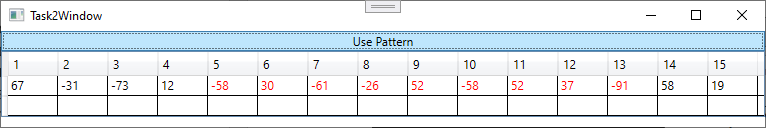 Task2Window
Use Pattern
1 2 3 4 5 6 7 8 9 10 11 12 13 14 15
67 -31 -73 12 -58 30 -61 -26 52 -58 52 37 -91 58 19